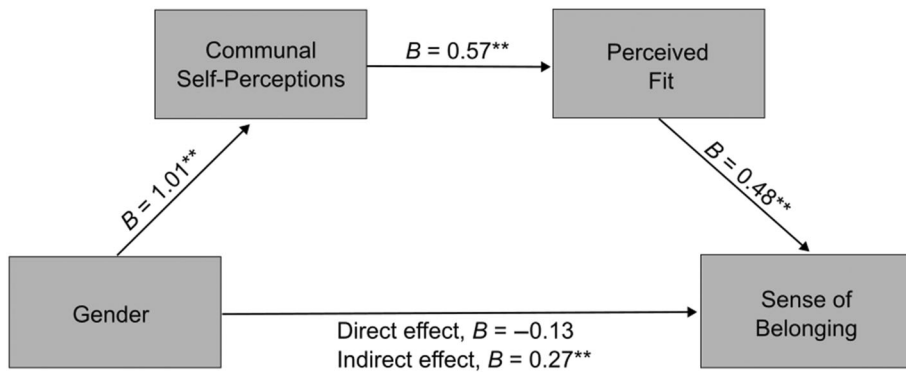 Communal
Self-Perceptions
B = 0.57**
Perceived
Fit
B = 1.01**
B = 0.48**
Gender
Direct effect, B = –0.13
Indirect effect, B = 0.27**
Sense of
Belonging